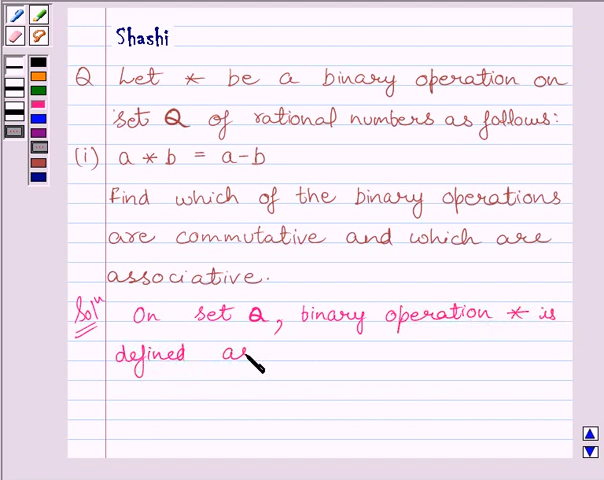 Shashi
Q Let * be a binary operation on
set Q of rational numbers as follows:
(i) a * b = a - b
Find which of the binary operations
are commutative and which are
associative.
Solⁿ On set Q, binary operation * is
defined as